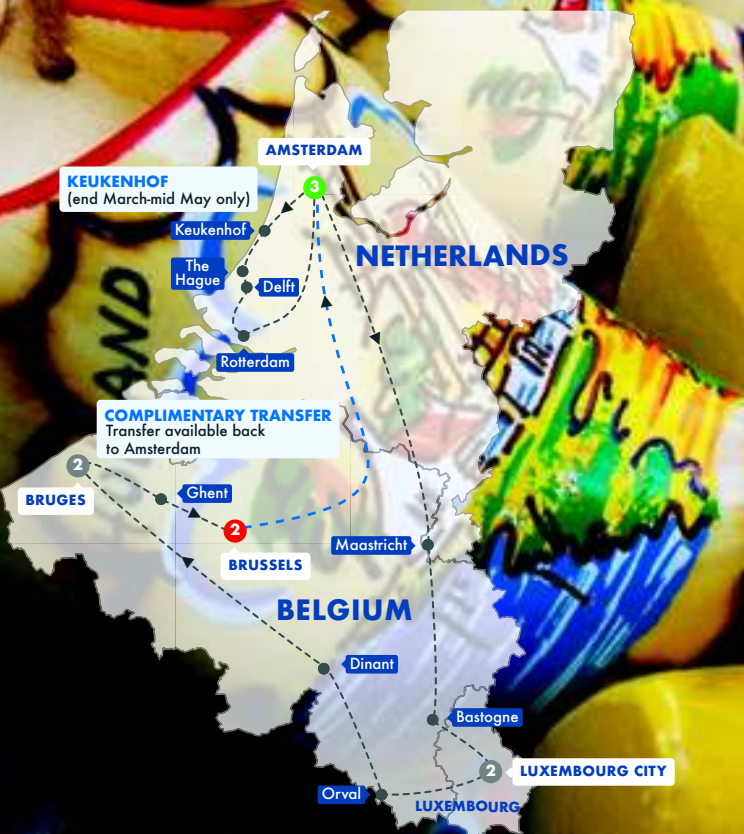 AMSTERDAM
KEUKENHOF
(end March-mid May only)
3
Keukenhof
NETHERLANDS
The
Hague
Delft
AND
Rotterdam
COMPLIMENTARY TRANSFER
Transfer available back
to Amsterdam
2
BRUGES
Ghent
2
BRUSSELS
Maastricht
BELGIUM
Dinant
Bastogne
2
LUXEMBOURG CITY
Orval
LUXEMBOURG